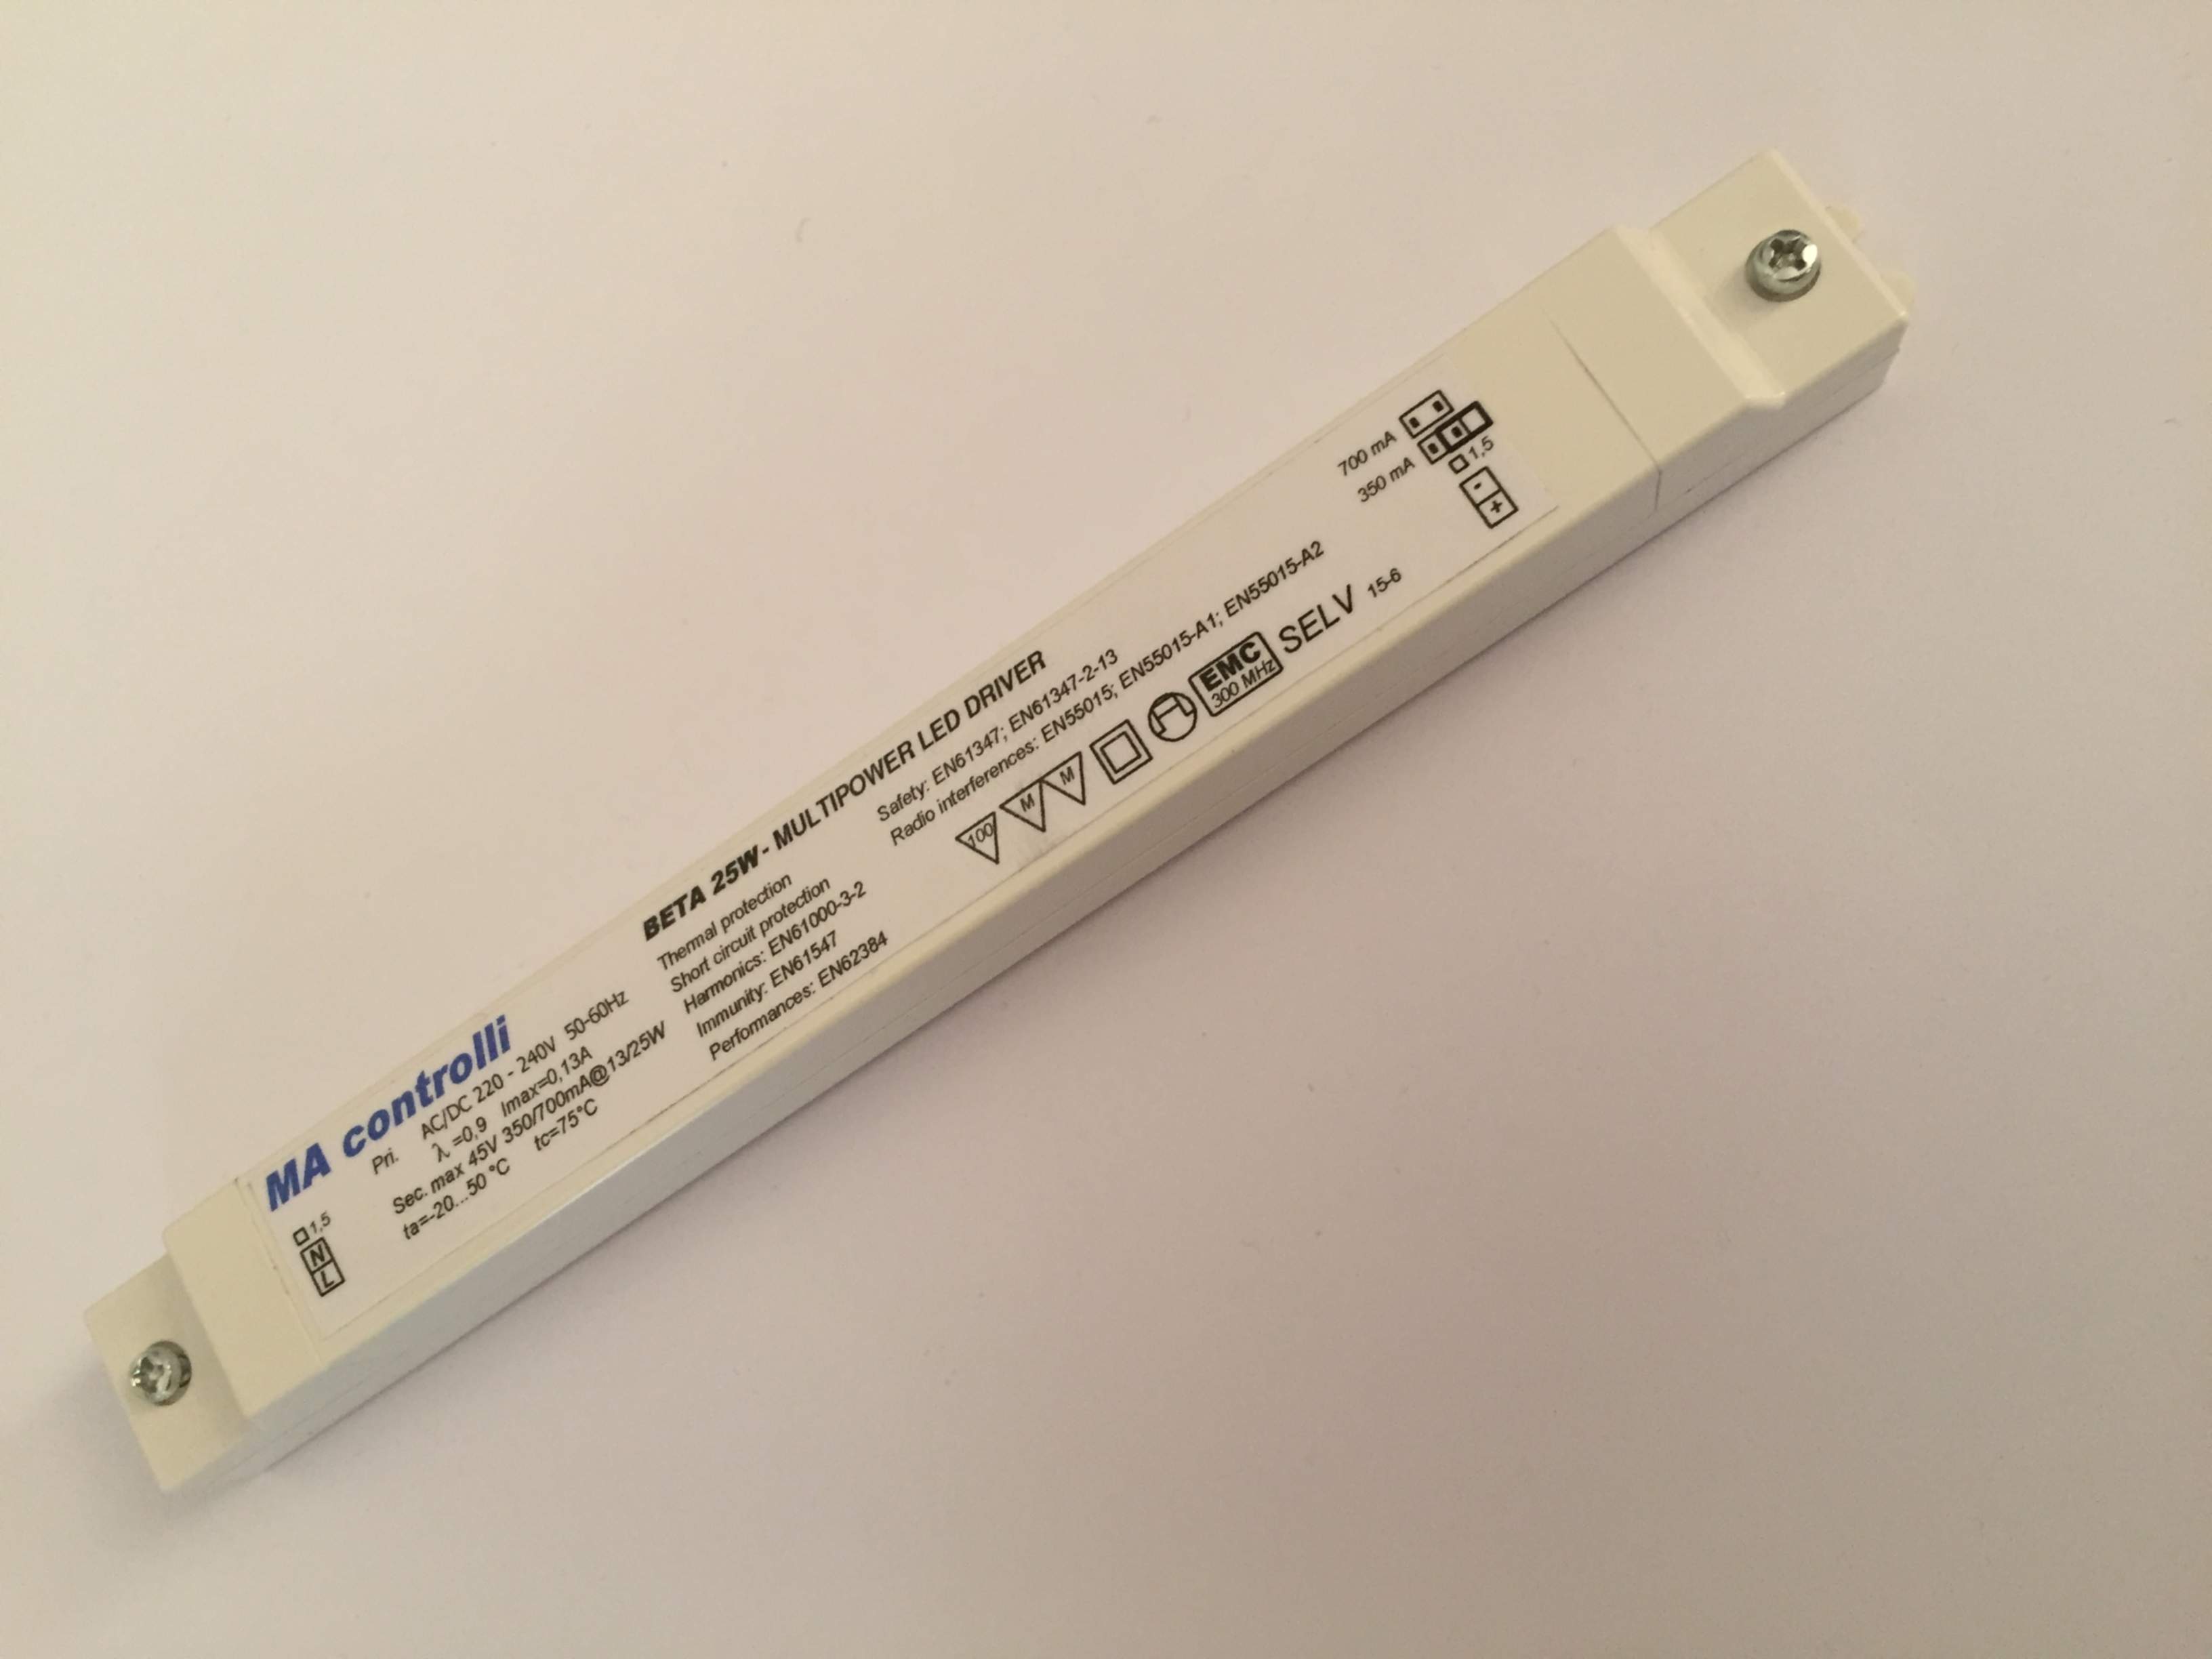 MA controlli
Pri. AC/DC 220 - 240V 50-60Hz
λ =0,9 Imax=0,13A
Sec. max 45V 350/700mA@13/25W
ta=-20...50 °C tc=75°C
1,5
N
L
BETA 25W - MULTIPOWER LED DRIVER
Thermal protection
Short circuit protection
Harmonics: EN61000-3-2
Immunity: EN61547
Performances: EN62384
Safety: EN61347; EN61347-2-13
Radio interferences: EN55015; EN55015-A1; EN55015-A2
100 M M EMC 300 MHz SELV 15-6
700 mA
350 mA
1,5
-
+